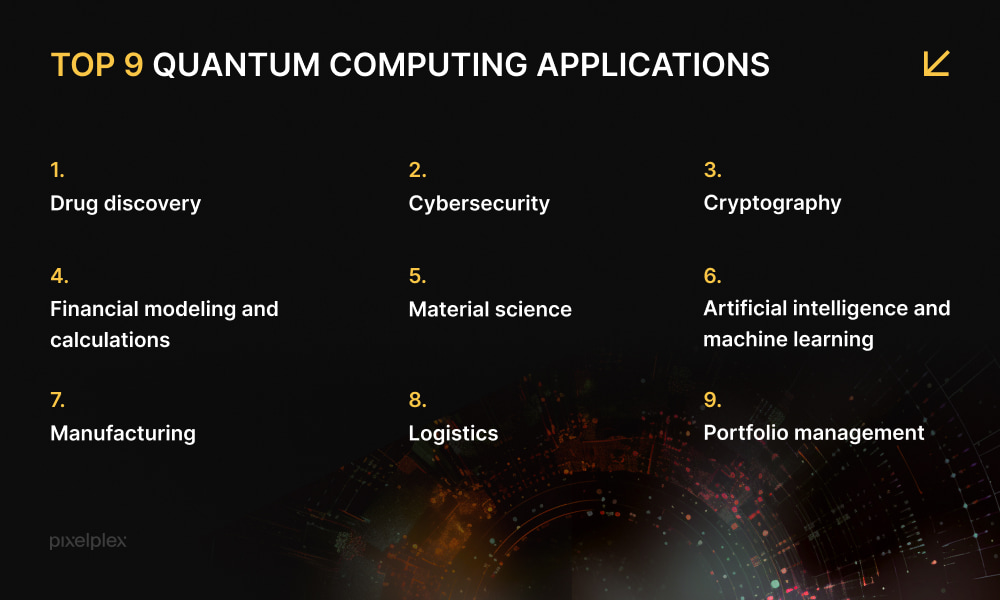 TOP 9 QUANTUM COMPUTING APPLICATIONS
1.
Drug discovery
2.
Cybersecurity
3.
Cryptography
4.
Financial modeling and
calculations
5.
Material science
6.
Artificial intelligence and
machine learning
7.
Manufacturing
8.
Logistics
9.
Portfolio management
pixelplex